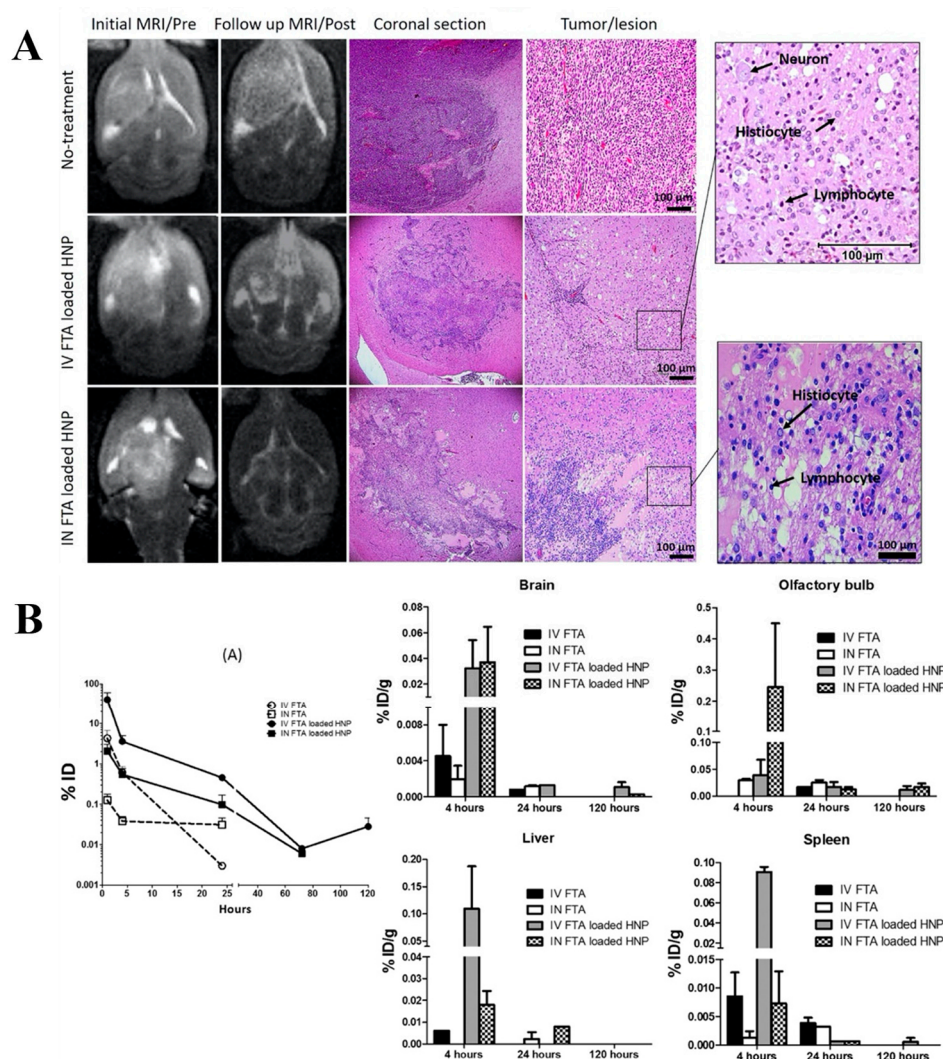 A
Initial MRI/Pre
Follow up MRI/Post
Coronal section
Tumor/lesion
No-treatment
100 µm
Neuron
Histiocyte
Lymphocyte
100 µm
IV FTA loaded HNP
100 µm
IN FTA loaded HNP
100 µm
Histiocyte
Lymphocyte
100 µm
B
(A)
% ID
100
10
1
0.1
0.01
0.001
0 5 10 15 20 25 40 60 80 100 120
Hours
IV FTA
IN FTA
IV FTA loaded HNP
IN FTA loaded HNP
Brain
% ID/g
0.08
0.06
0.04
0.02
0.008
0.004
0.000
IV FTA
IN FTA
IV FTA loaded HNP
IN FTA loaded HNP
4 hours 24 hours 120 hours
Olfactory bulb
% ID/g
0.5
0.4
0.3
0.2
0.1
0.10
0.05
0.00
IV FTA
IN FTA
IV FTA loaded HNP
IN FTA loaded HNP
4 hours 24 hours 120 hours
Liver
% ID/g
0.20
0.15
0.10
0.05
0.04
0.03
0.02
0.01
0.00
IV FTA
IN FTA
IV FTA loaded HNP
IN FTA loaded HNP
4 hours 24 hours 120 hours
Spleen
% ID/g
0.10
0.08
0.06
0.04
0.02
0.015
0.010
0.005
0.000
IV FTA
IN FTA
IV FTA loaded HNP
IN FTA loaded HNP
4 hours 24 hours 120 hours